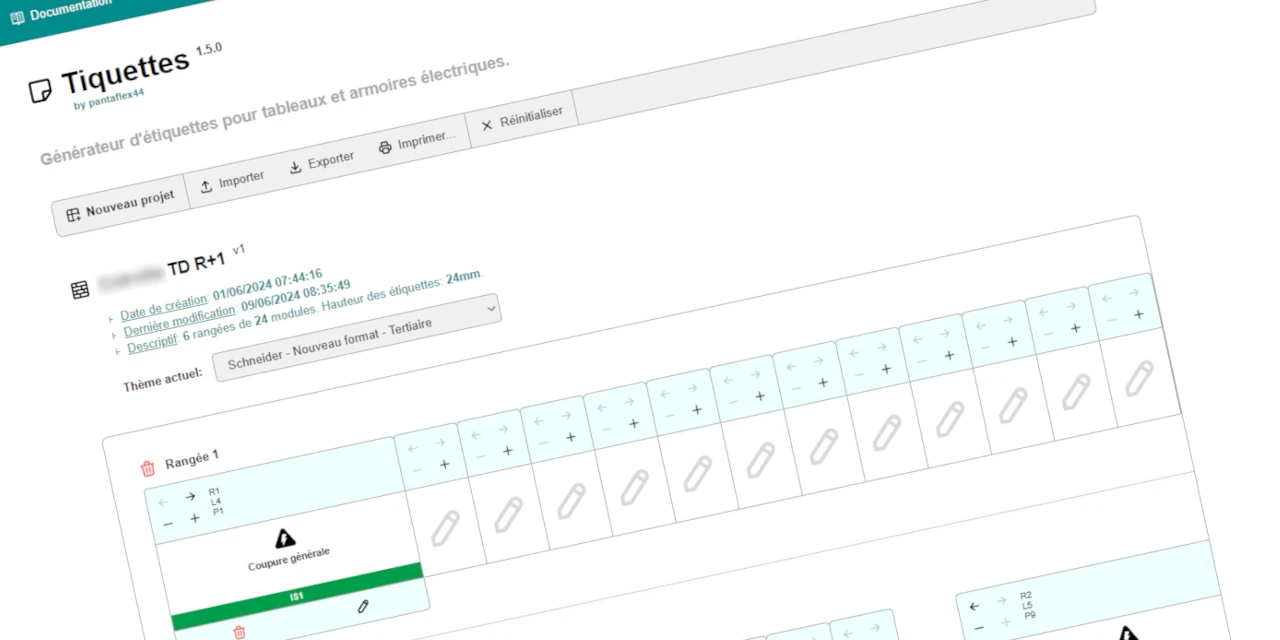 Documentation
Tiquettes 1.5.0
by pantaflex44
Générateur d'étiquettes pour tableaux et armoires électriques.
Nouveau projet Importer Exporter Imprimer... Réinitialiser
TD R+1 v1
Date de création: 01/06/2024 07:44:16
Dernière modification: 09/06/2024 08:35:49
Descriptif: 6 rangées de 24 modules. Hauteur des étiquettes: 24mm.
Thème actuel: Schneider - Nouveau format - Tertiaire
Rangée 1
R1
L4
P1
Coupure générale
IS1
R2
L5
P9